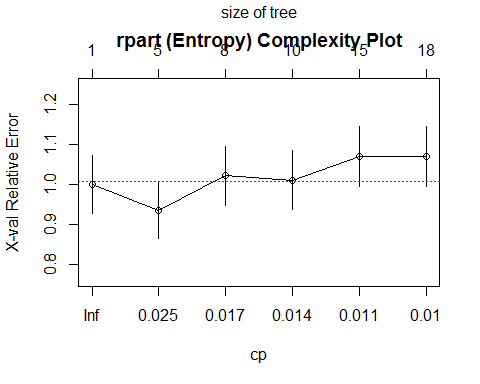 size of tree
rpart (Entropy) Complexity Plot
1 5 8 10 15 18
X-val Relative Error
1.2
1.1
1.0
0.9
0.8
Inf 0.025 0.017 0.014 0.011 0.01
cp